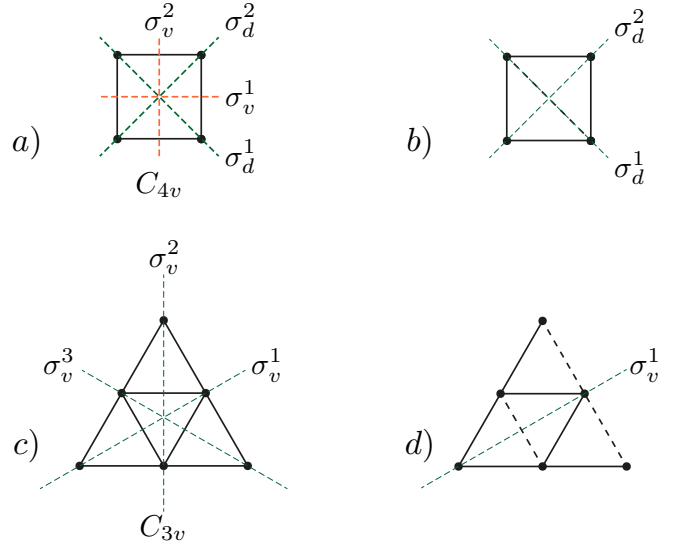 σ_v^2 σ_d^2
σ_v^1
a)
σ_d^1
C_{4v}
σ_d^2
b)
σ_d^1
σ_v^2
σ_v^3 σ_v^1
c)
C_{3v}
σ_v^1
d)